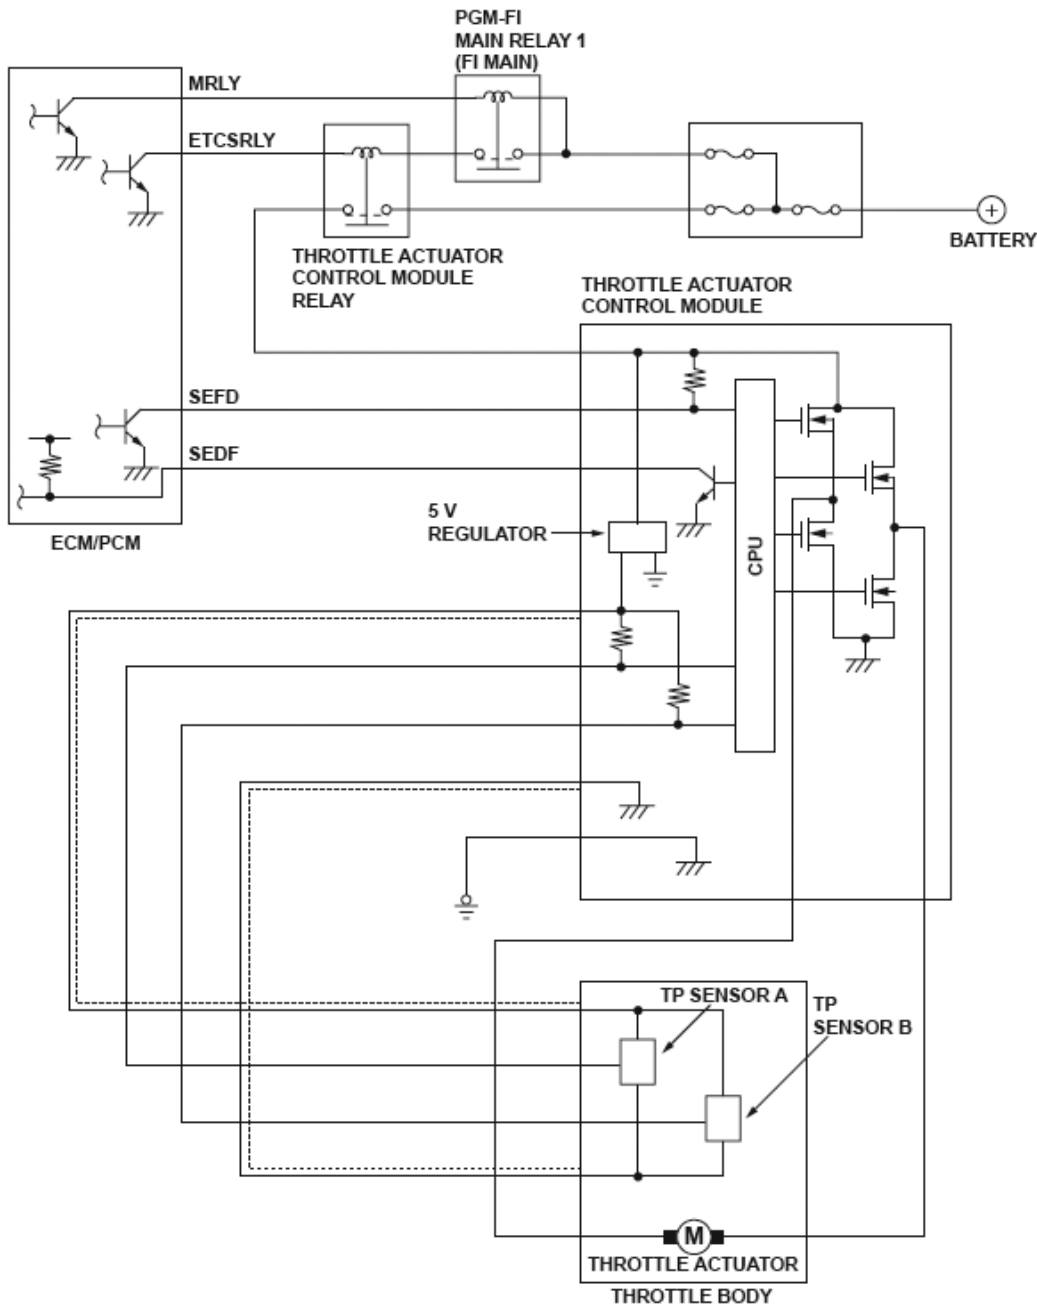 PGM-FI
MAIN RELAY 1
(FI MAIN)
MRLY
ETCSRLY
+
BATTERY
THROTTLE ACTUATOR
CONTROL MODULE
RELAY
THROTTLE ACTUATOR
CONTROL MODULE
SEFD
SEDF
ECM/PCM
5 V
REGULATOR
CPU
TP SENSOR A
TP
SENSOR B
M
THROTTLE ACTUATOR
THROTTLE BODY